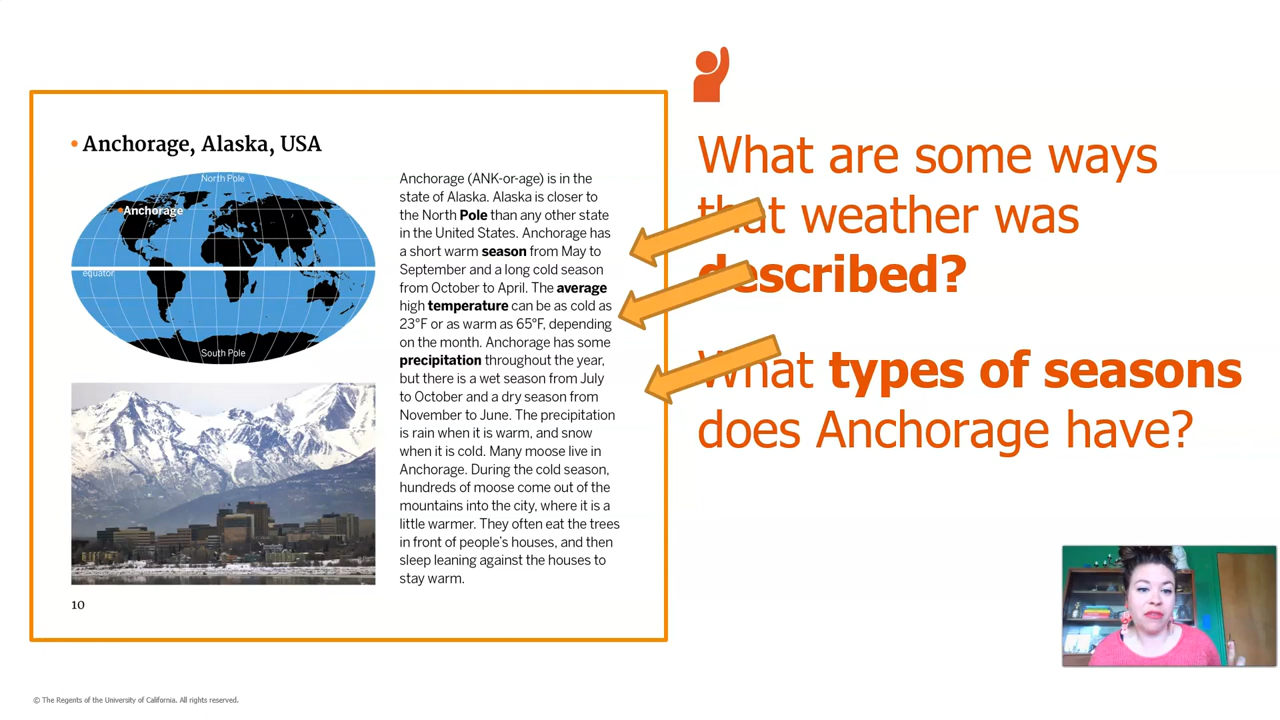 • Anchorage, Alaska, USA
North Pole
Anchorage
equator
South Pole
Anchorage (ANK-or-age) is in the
state of Alaska. Alaska is closer to
the North Pole than any other state
in the United States. Anchorage has
a short warm season from May to
September and a long cold season
from October to April. The average
high temperature can be as cold as
23°F or as warm as 65°F, depending
on the month. Anchorage has some
precipitation throughout the year,
but there is a wet season from July
to October and a dry season from
November to June. The precipitation
is rain when it is warm, and snow
when it is cold. Many moose live in
Anchorage. During the cold season,
hundreds of moose come out of the
mountains into the city, where it is a
little warmer. They often eat the trees
in front of people's houses, and then
sleep leaning against the houses to
stay warm.
10
What are some ways
that weather was
described?
What types of seasons
does Anchorage have?
© The Regents of the University of California. All rights reserved.